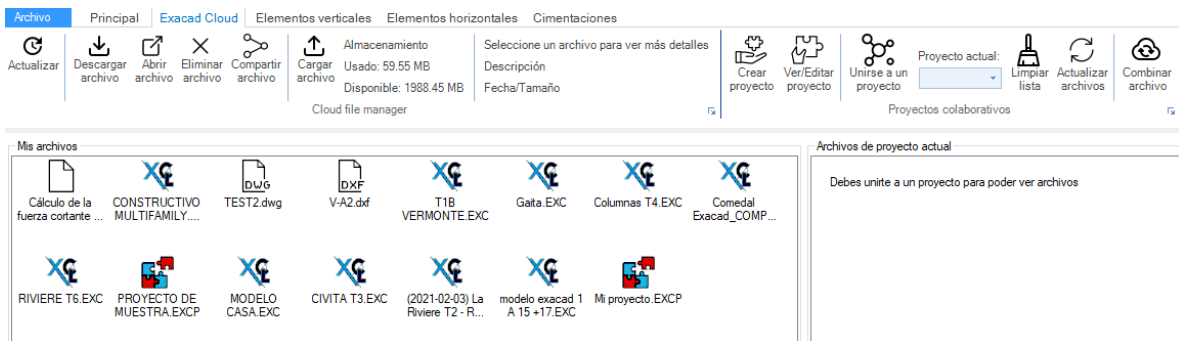 Archivo Principal Exacad Cloud Elementos verticales Elementos horizontales Cimentaciones
Actualizar
Descargar archivo
Abrir archivo
Eliminar archivo
Compartir archivo
Cargar archivo
Almacenamiento
Usado: 59.55 MB
Disponible: 1988.45 MB
Seleccione un archivo para ver más detalles
Descripción
Fecha/Tamaño
Cloud file manager
Crear proyecto
Ver/Editar proyecto
Unirse a un proyecto
Proyecto actual:
Limpiar lista
Actualizar archivos
Combinar archivo
Proyectos colaborativos
Mis archivos
Cálculo de la
fuerza cortante ...
CONSTRUCTIVO
MULTIFAMILY....
DWG
TEST2.dwg
DXF
V-A2.dxf
T1B
VERMONTE.EXC
Gaita.EXC
Columnas T4.EXC
Comedal
Exacad_COMP...
RIVIERE T6.EXC
PROYECTO DE
MUESTRA.EXCP
MODELO
CASA.EXC
CIVITA T3.EXC
(2021-02-03) La
Riviere T2 - R...
modelo exacad 1
A 15 +17.EXC
Mi proyecto.EXCP
Archivos de proyecto actual
Debes unirte a un proyecto para poder ver archivos